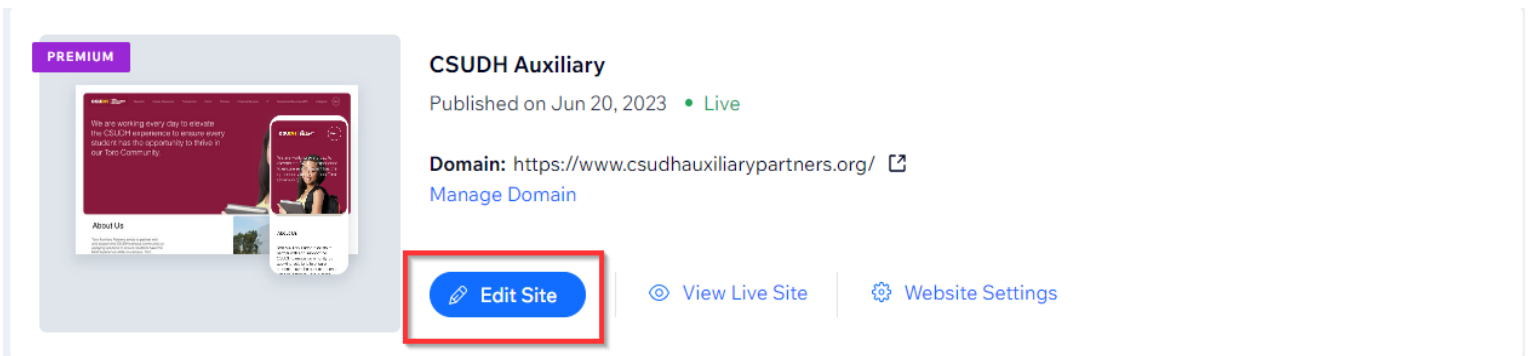 PREMIUM
We are working every day to elevate
the CSUDH experience to ensure every
student has the opportunity to thrive in
our Toro Community.
About Us
CSUDH Auxiliary
Published on Jun 20, 2023 • Live
Domain: https://www.csudhauxiliarypartners.org/
Manage Domain
Edit Site
View Live Site
Website Settings